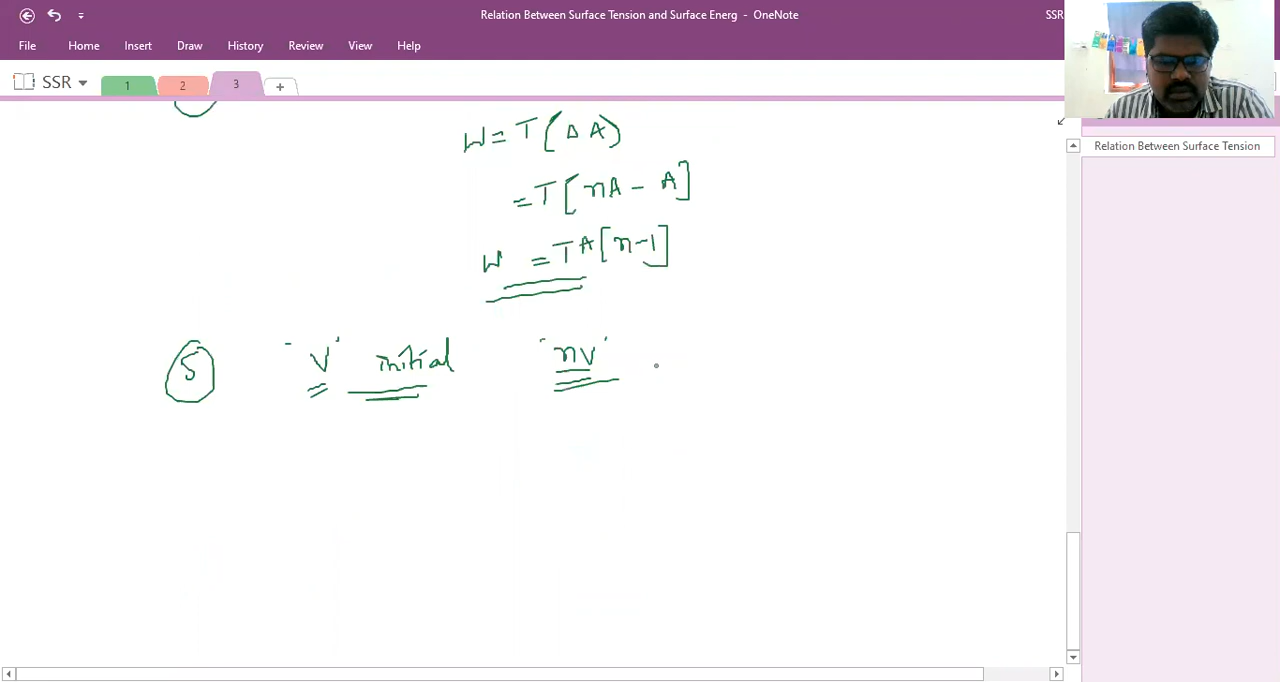 Relation Between Surface Tension and Surface Energ - OneNote
SSR
File Home Insert Draw History Review View Help
SSR 1 2 3 +
Relation Between Surface Tension
W = T(ΔA)
= T[nA - A]
W = TA[n-1]
5 'V' initial 'nV'